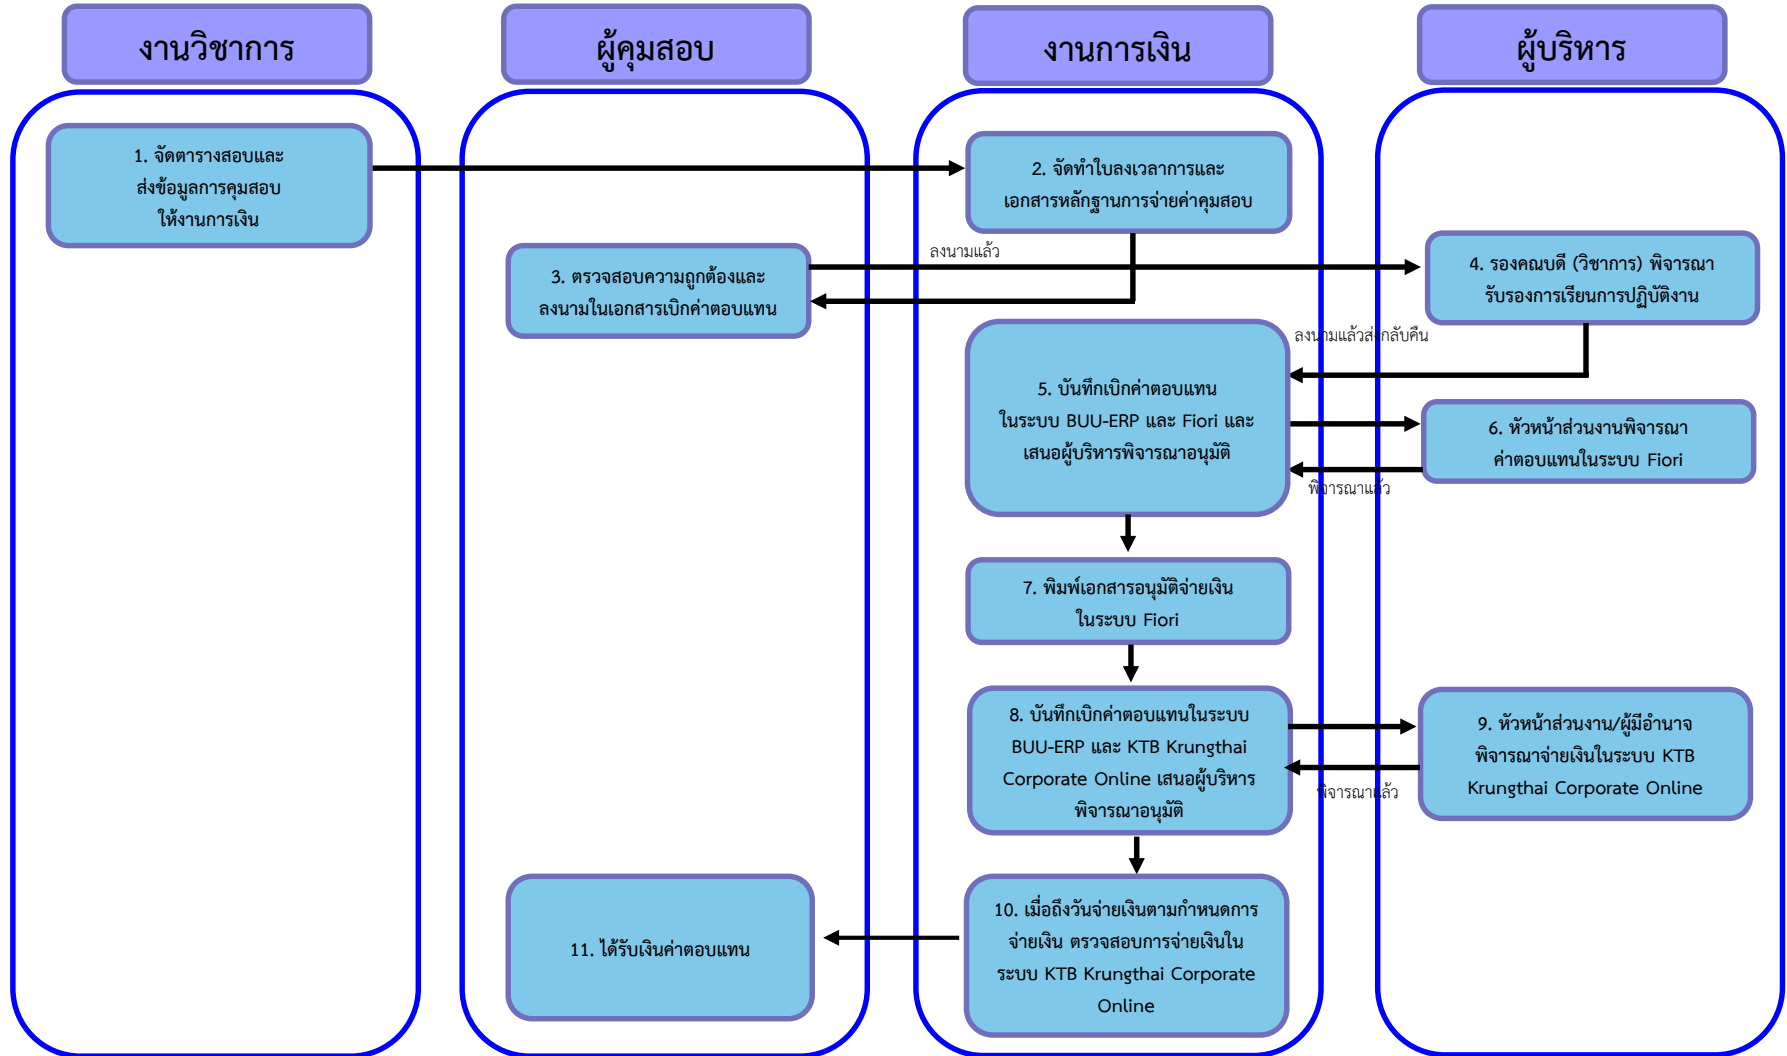 งานวิชาการ
ผู้คุมสอบ
งานการเงิน
ผู้บริหาร
1. จัดตารางสอบและ
ส่งข้อมูลการคุมสอบ
ให้งานการเงิน
2. จัดทำใบลงเวลาการและ
เอกสารหลักฐานการจ่ายค่าคุมสอบ
ลงนามแล้ว
3. ตรวจสอบความถูกต้องและ
ลงนามในเอกสารเบิกค่าตอบแทน
4. รองคณบดี (วิชาการ) พิจารณา
รับรองการเรียนการปฏิบัติงาน
ลงนามแล้วส่งกลับคืน
5. บันทึกเบิกค่าตอบแทน
ในระบบ BUU-ERP และ Fiori และ
เสนอผู้บริหารพิจารณาอนุมัติ
6. หัวหน้าส่วนงานพิจารณา
ค่าตอบแทนในระบบ Fiori
พิจารณาแล้ว
7. พิมพ์เอกสารอนุมัติจ่ายเงิน
ในระบบ Fiori
8. บันทึกเบิกค่าตอบแทนในระบบ
BUU-ERP และ KTB Krungthai
Corporate Online เสนอผู้บริหาร
พิจารณาอนุมัติ
9. หัวหน้าส่วนงาน/ผู้มีอำนาจ
พิจารณาจ่ายเงินในระบบ KTB
Krungthai Corporate Online
พิจารณาแล้ว
10. เมื่อถึงวันจ่ายเงินตามกำหนดการ
จ่ายเงิน ตรวจสอบการจ่ายเงินใน
ระบบ KTB Krungthai Corporate
Online
11. ได้รับเงินค่าตอบแทน